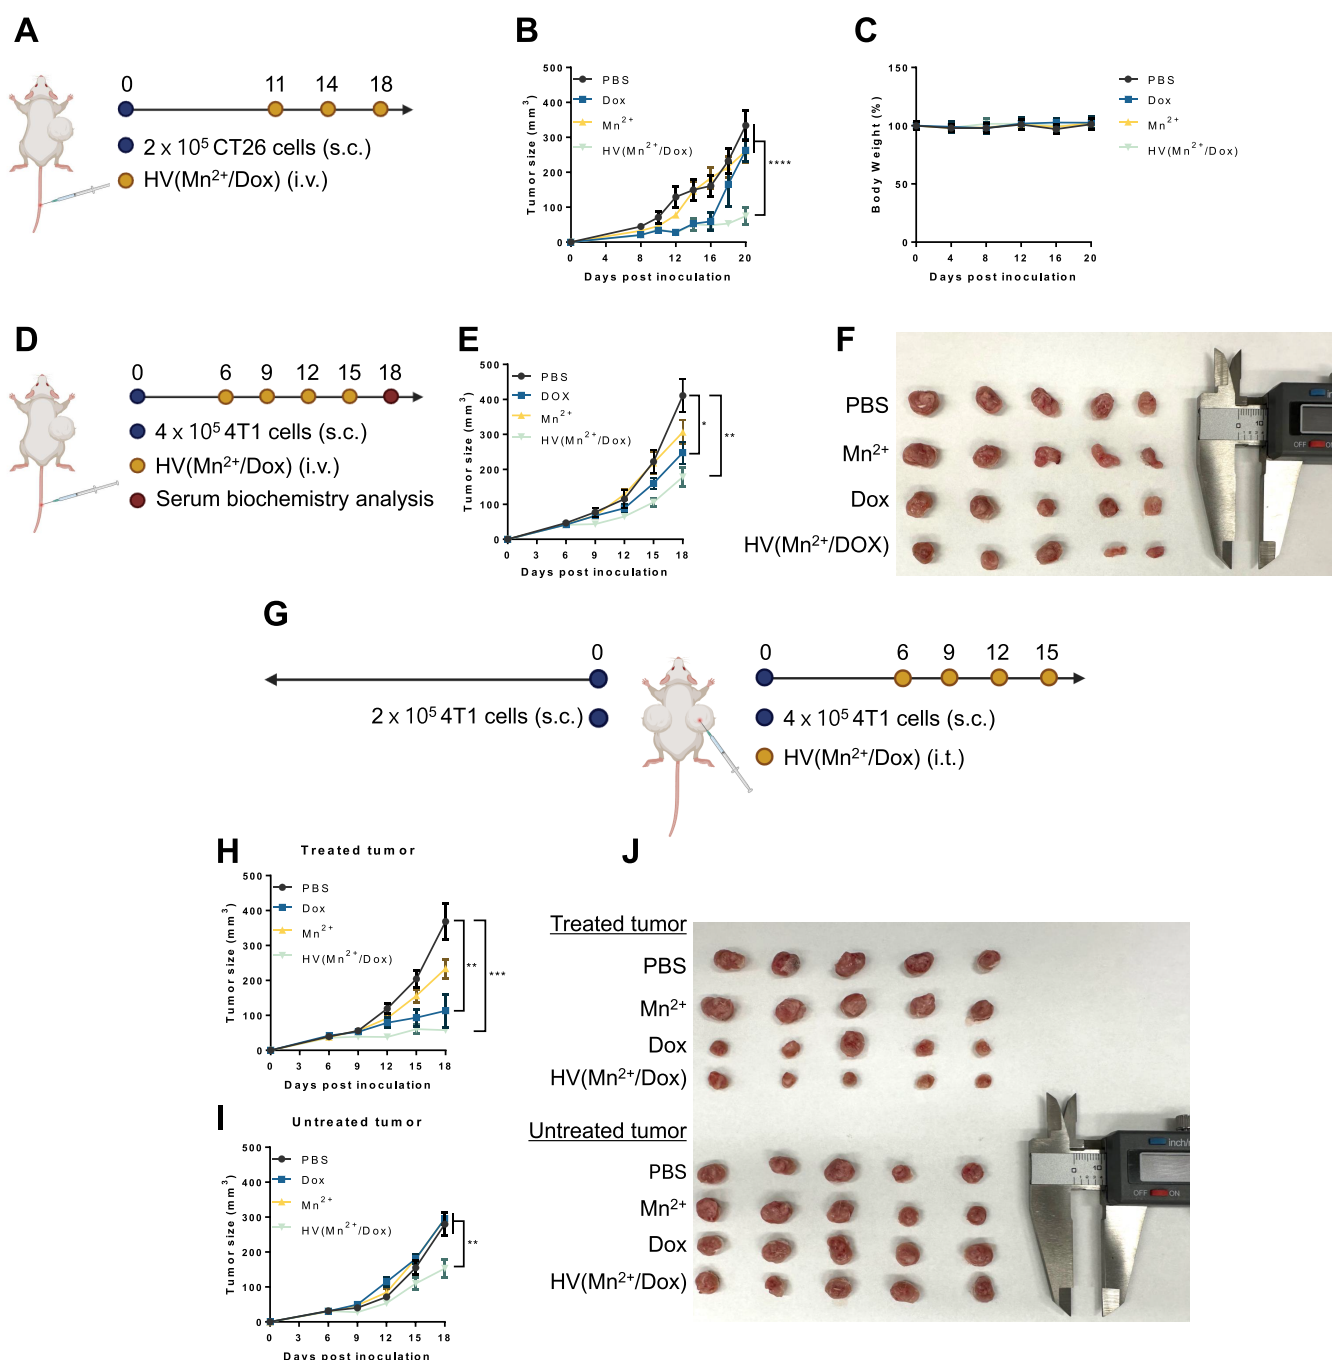 A
0 11 14 18
2 x 10⁵ CT26 cells (s.c.)
HV(Mn²⁺/Dox) (i.v.)
B
Tumor size (mm³)
500
400
300
200
100
0
0 4 8 12 16 20
Days post inoculation
PBS
Dox
Mn²⁺
HV(Mn²⁺/Dox)
****
C
Body Weight (%)
150
100
50
0
0 4 8 12 16 20
Days post inoculation
PBS
Dox
Mn²⁺
HV(Mn²⁺/Dox)
D
0 6 9 12 15 18
4 x 10⁵ 4T1 cells (s.c.)
HV(Mn²⁺/Dox) (i.v.)
Serum biochemistry analysis
E
Tumor size (mm³)
500
400
300
200
100
0
0 3 6 9 12 15 18
Days post inoculation
PBS
DOX
Mn²⁺
HV(Mn²⁺/Dox)
*
**
F
PBS
Mn²⁺
Dox
HV(Mn²⁺/DOX)
OFF ON
G
0
2 x 10⁵ 4T1 cells (s.c.)
0 6 9 12 15
4 x 10⁵ 4T1 cells (s.c.)
HV(Mn²⁺/Dox) (i.t.)
H
Treated tumor
Tumor size (mm³)
500
400
300
200
100
0
0 3 6 9 12 15 18
Days post inoculation
PBS
Dox
Mn²⁺
HV(Mn²⁺/Dox)
**
***
I
Untreated tumor
Tumor size (mm³)
500
400
300
200
100
0
0 3 6 9 12 15 18
Days post inoculation
PBS
Dox
Mn²⁺
HV(Mn²⁺/Dox)
**
J
Treated tumor
PBS
Mn²⁺
Dox
HV(Mn²⁺/Dox)
Untreated tumor
PBS
Mn²⁺
Dox
HV(Mn²⁺/Dox)
inch/
OFF ON